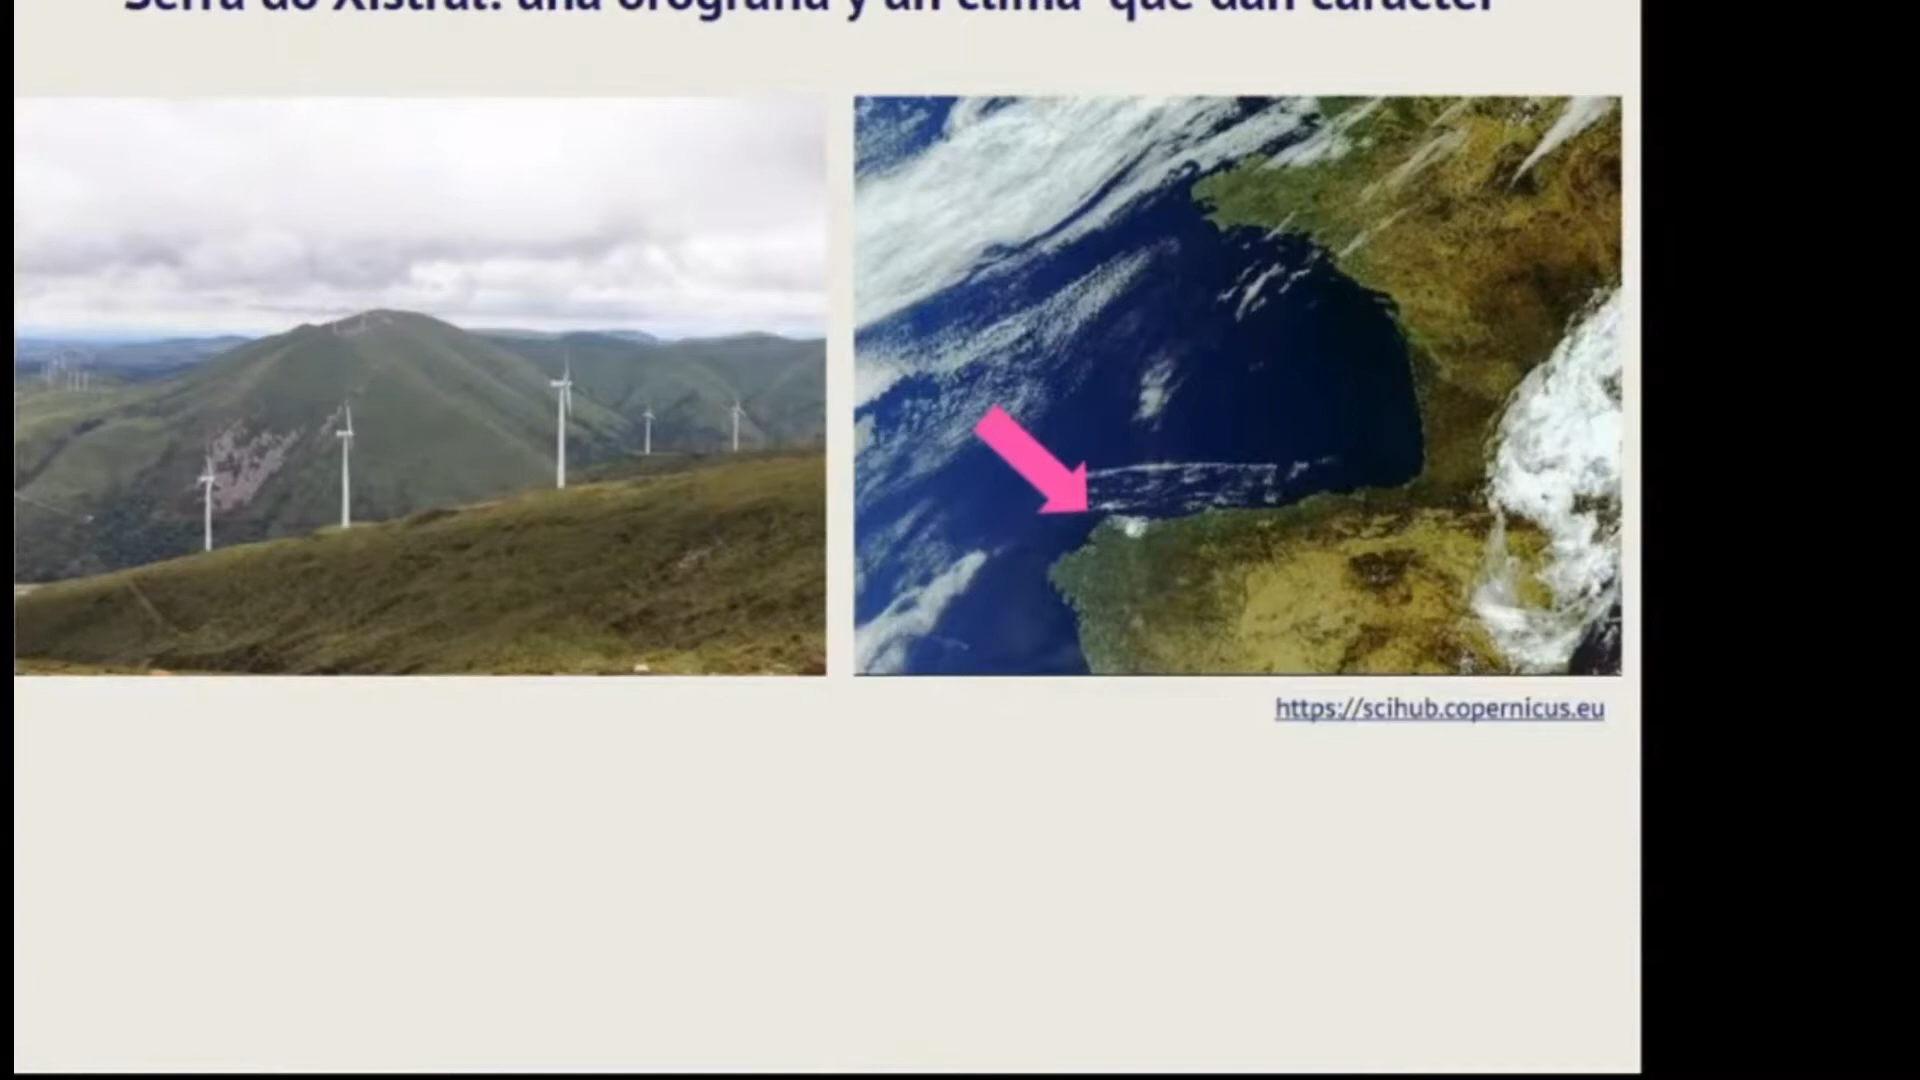 Serra do Xistral: una orografía y un clima que dan carácter
https://scihub.copernicus.eu